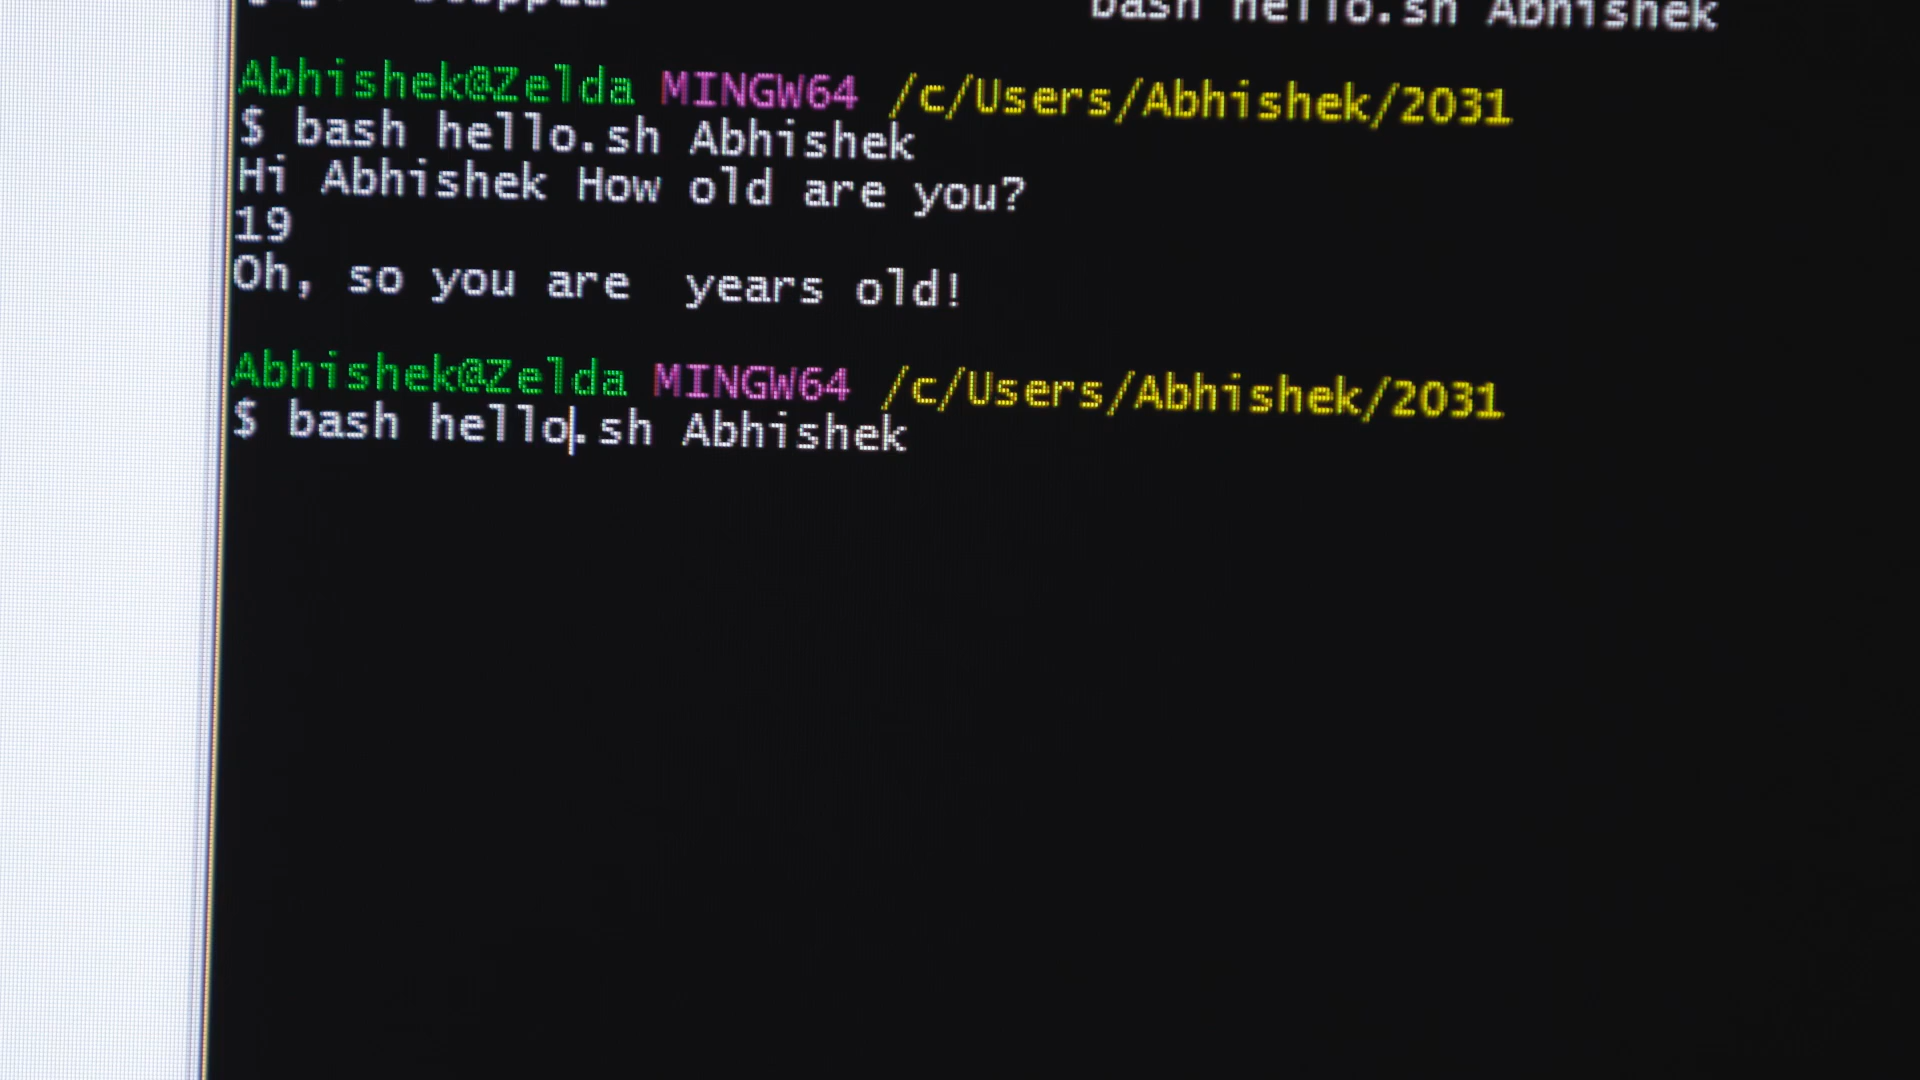 bash hello.sh Abhishek
Abhishek@Zelda MINGW64 /c/Users/Abhishek/2031
$ bash hello.sh Abhishek
Hi Abhishek How old are you?
19
Oh, so you are  years old!
Abhishek@Zelda MINGW64 /c/Users/Abhishek/2031
$ bash hello.sh Abhishek